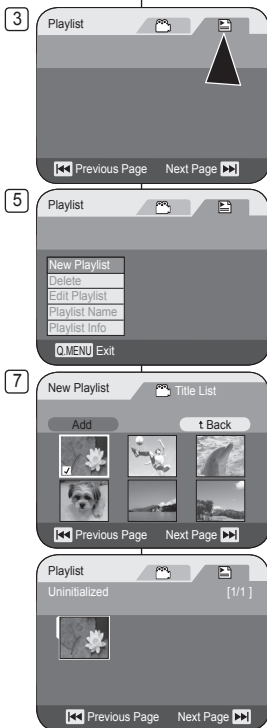 3
Playlist
Previous Page Next Page
5
Playlist
New Playlist
Delete
Edit Playlist
Playlist Name
Playlist Info
Q.MENU Exit
7
New Playlist Title List
Add t Back
Previous Page Next Page
Playlist
Uninitialized [1/1 ]
Previous Page Next Page